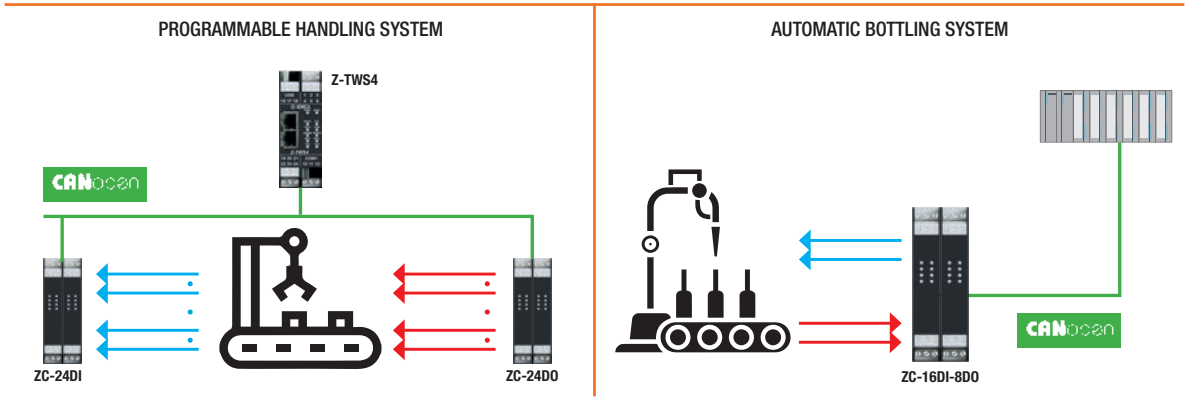 PROGRAMMABLE HANDLING SYSTEM
Z-TWS4
CANopen
ZC-24DI
ZC-24DO
AUTOMATIC BOTTLING SYSTEM
CANopen
ZC-16DI-8DO